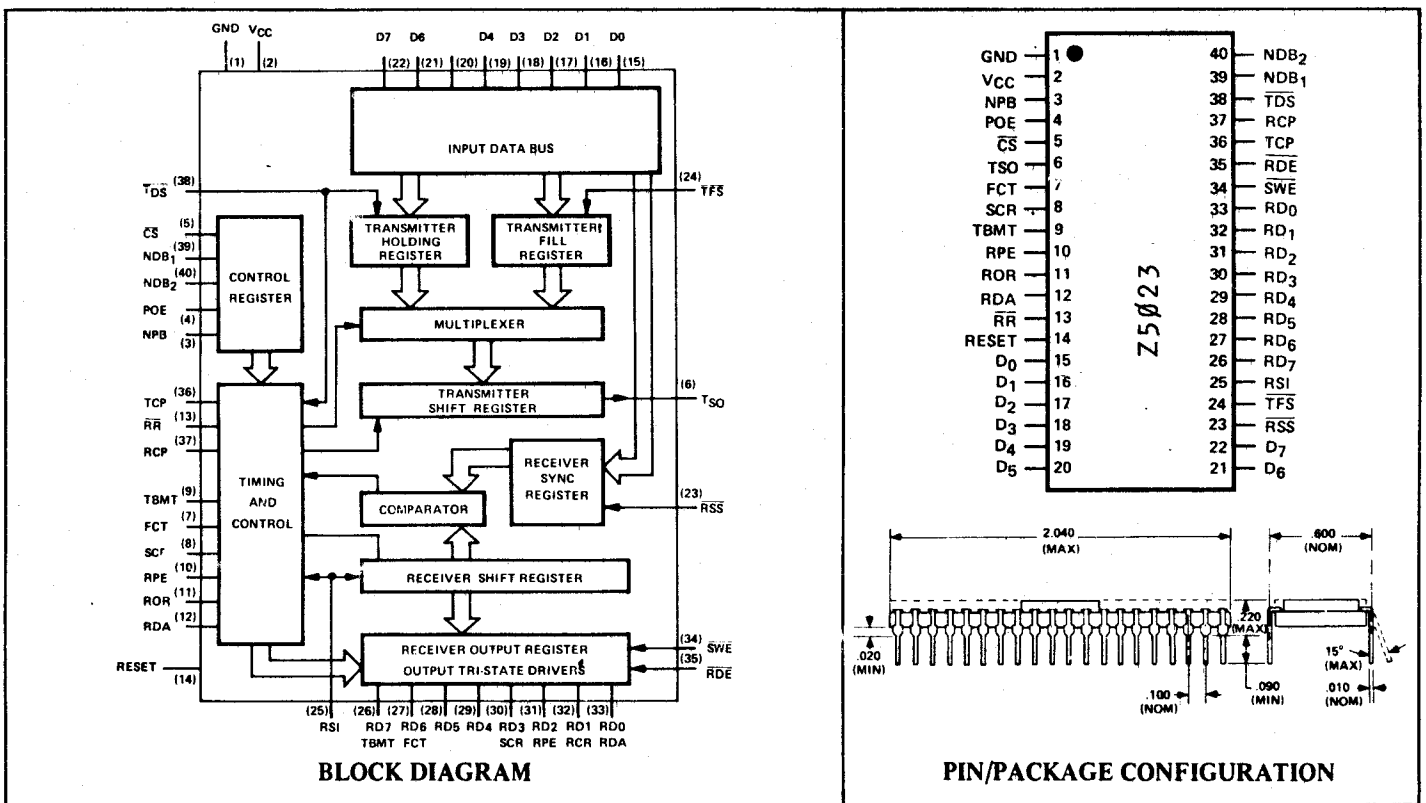 GND VCC
(1) (2)
D7 D6 D4 D3 D2 D1 D0
(22) (21) (20) (19) (18) (17) (16) (15)
INPUT DATA BUS
TDS (38)
(24) TFS
TRANSMITTER HOLDING REGISTER
TRANSMITTER FILL REGISTER
CS (5)
NDB1 (39)
NDB2 (40)
POE (4)
NPB (3)
CONTROL REGISTER
MULTIPLEXER
TRANSMITTER SHIFT REGISTER
(6) TSO
TCP (36)
RR (13)
RCP (37)
TBMT (9)
FCT (7)
SCr (8)
RPE (10)
ROR (11)
RDA (12)
TIMING AND CONTROL
COMPARATOR
RECEIVER SYNC REGISTER
(23) RSS
RECEIVER SHIFT REGISTER
RECEIVER OUTPUT REGISTER
OUTPUT TRI-STATE DRIVERS
(34) SWE
(35) RDE
RESET (14)
(25) (26) (27) (28) (29) (30) (31) (32) (33)
RSI RD7 RD6 RD5 RD4 RD3 RD2 RD1 RD0
TBMT FCT SCR RPE RCR RDA
BLOCK DIAGRAM
GND 1 40 NDB2
VCC 2 39 NDB1
NPB 3 38 TDS
POE 4 37 RCP
CS 5 36 TCP
TSO 6 35 RDE
FCT 7 34 SWE
SCR 8 33 RD0
TBMT 9 32 RD1
RPE 10 31 RD2
ROR 11 30 RD3
RDA 12 29 RD4
RR 13 28 RD5
RESET 14 27 RD6
D0 15 26 RD7
D1 16 25 RSI
D2 17 24 TFS
D3 18 23 RSS
D4 19 22 D7
D5 20 21 D6
Z5Ø23
2.040 (MAX)
.600 (NOM)
.220 (MAX)
.020 (MIN)
.100 (NOM)
.090 (MIN)
15° (MAX)
.010 (NOM)
PIN/PACKAGE CONFIGURATION